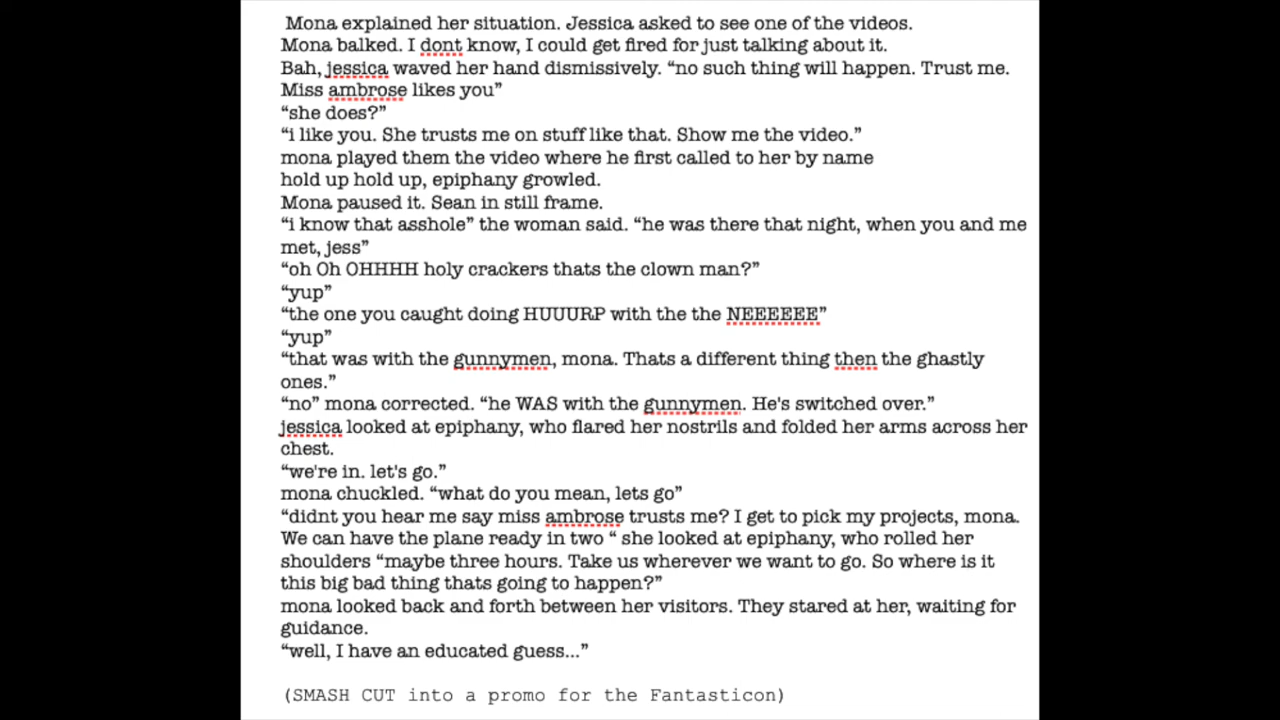 Mona explained her situation. Jessica asked to see one of the videos.
Mona balked. I dont know, I could get fired for just talking about it.
Bah, jessica waved her hand dismissively. “no such thing will happen. Trust me.
Miss ambrose likes you”
“she does?”
“i like you. She trusts me on stuff like that. Show me the video.”
mona played them the video where he first called to her by name
hold up hold up, epiphany growled.
Mona paused it. Sean in still frame.
“i know that asshole” the woman said. “he was there that night, when you and me
met, jess”
“oh Oh OHHHH holy crackers thats the clown man?”
“yup”
“the one you caught doing HUUURP with the the NEEEEEE”
“yup”
“that was with the gunnymen, mona. Thats a different thing then the ghastly
ones.”
“no” mona corrected. “he WAS with the gunnymen. He's switched over.”
jessica looked at epiphany, who flared her nostrils and folded her arms across her
chest.
“we're in. let's go.”
mona chuckled. “what do you mean, lets go”
“didnt you hear me say miss ambrose trusts me? I get to pick my projects, mona.
We can have the plane ready in two “ she looked at epiphany, who rolled her
shoulders “maybe three hours. Take us wherever we want to go. So where is it
this big bad thing thats going to happen?”
mona looked back and forth between her visitors. They stared at her, waiting for
guidance.
“well, I have an educated guess...”
(SMASH CUT into a promo for the Fantasticon)